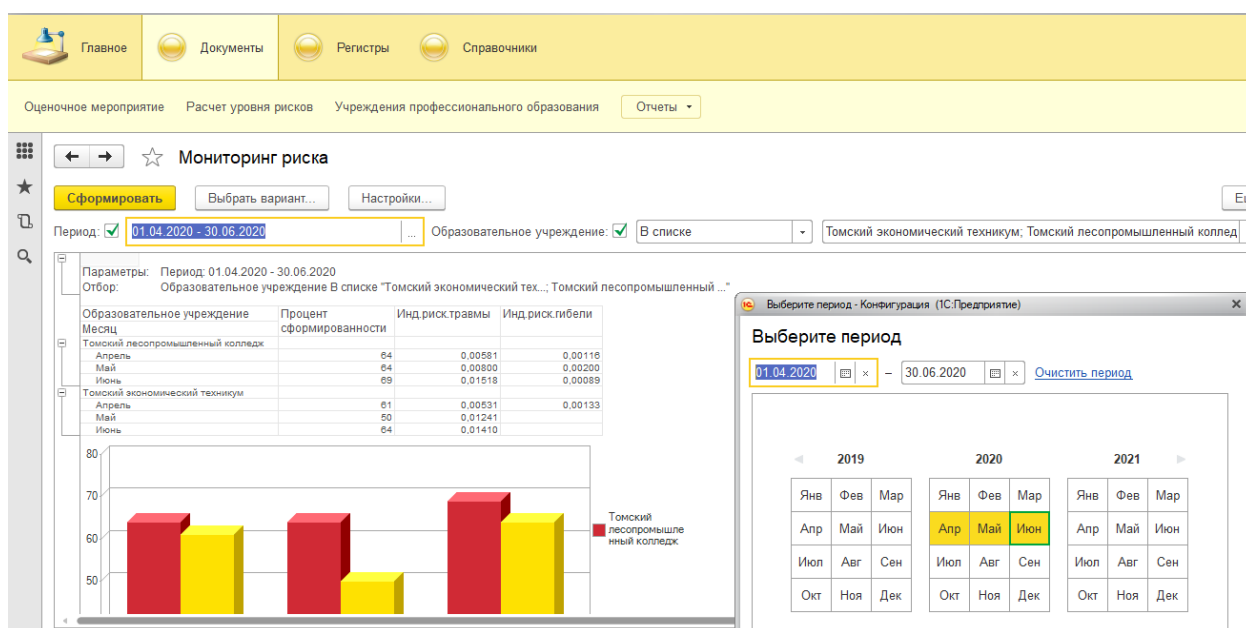 Главное Документы Регистры Справочники
Оценочное мероприятие Расчет уровня рисков Учреждения профессионального образования Отчеты
Мониторинг риска
Сформировать Выбрать вариант... Настройки...
Период: 01.04.2020 - 30.06.2020 ... Образовательное учреждение: В списке Томский экономический техникум; Томский лесопромышленный коллед
Параметры: Период: 01.04.2020 - 30.06.2020
Отбор: Образовательное учреждение В списке "Томский экономический тех...; Томский лесопромышленный ..."
Образовательное учреждение Процент Инд.риск.травмы Инд.риск.гибели
Месяц сформированности
Томский лесопромышленный колледж
Апрель 64 0,00581 0,00116
Май 64 0,00800 0,00200
Июнь 69 0,01518 0,00089
Томский экономический техникум
Апрель 61 0,00531 0,00133
Май 50 0,01241
Июнь 64 0,01410
80
70
60
50
Томский
лесопромышле
нный колледж
1С Выберите период - Конфигурация (1С:Предприятие)
Выберите период
01.04.2020 – 30.06.2020 Очистить период
2019 2020 2021
Янв Фев Мар Янв Фев Мар Янв Фев Мар
Апр Май Июн Апр Май Июн Апр Май Июн
Июл Авг Сен Июл Авг Сен Июл Авг Сен
Окт Ноя Дек Окт Ноя Дек Окт Ноя Дек